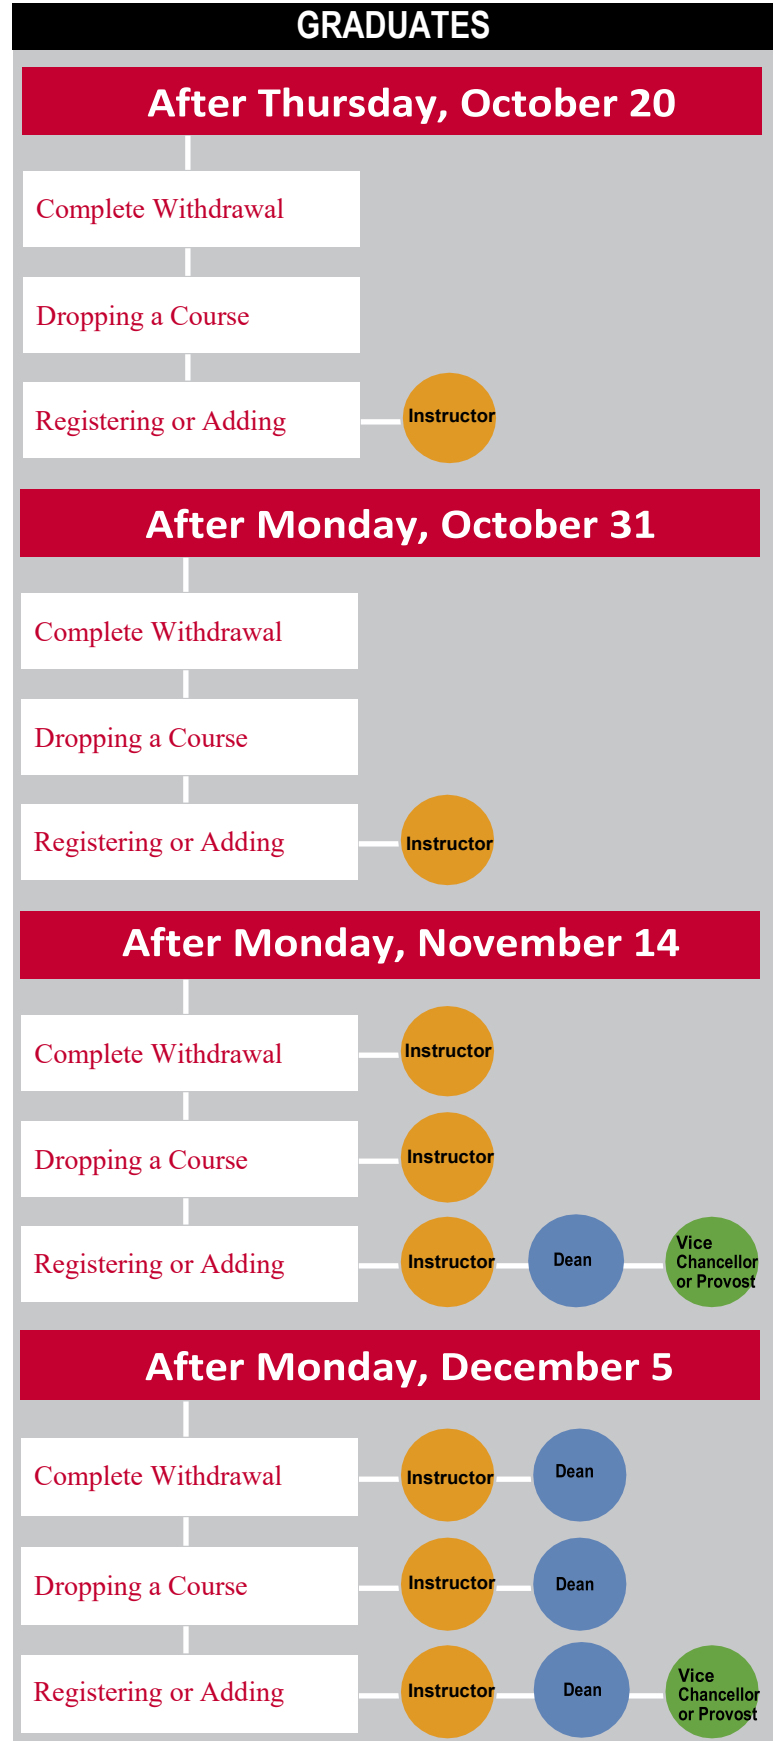 GRADUATES
After Thursday, October 20
Complete Withdrawal
Dropping a Course
Registering or Adding
Instructor
After Monday, October 31
Complete Withdrawal
Dropping a Course
Registering or Adding
Instructor
After Monday, November 14
Complete Withdrawal
Instructor
Dropping a Course
Instructor
Registering or Adding
Instructor
Dean
Vice
Chancellor
or Provost
After Monday, December 5
Complete Withdrawal
Instructor
Dean
Dropping a Course
Instructor
Dean
Registering or Adding
Instructor
Dean
Vice
Chancellor
or Provost